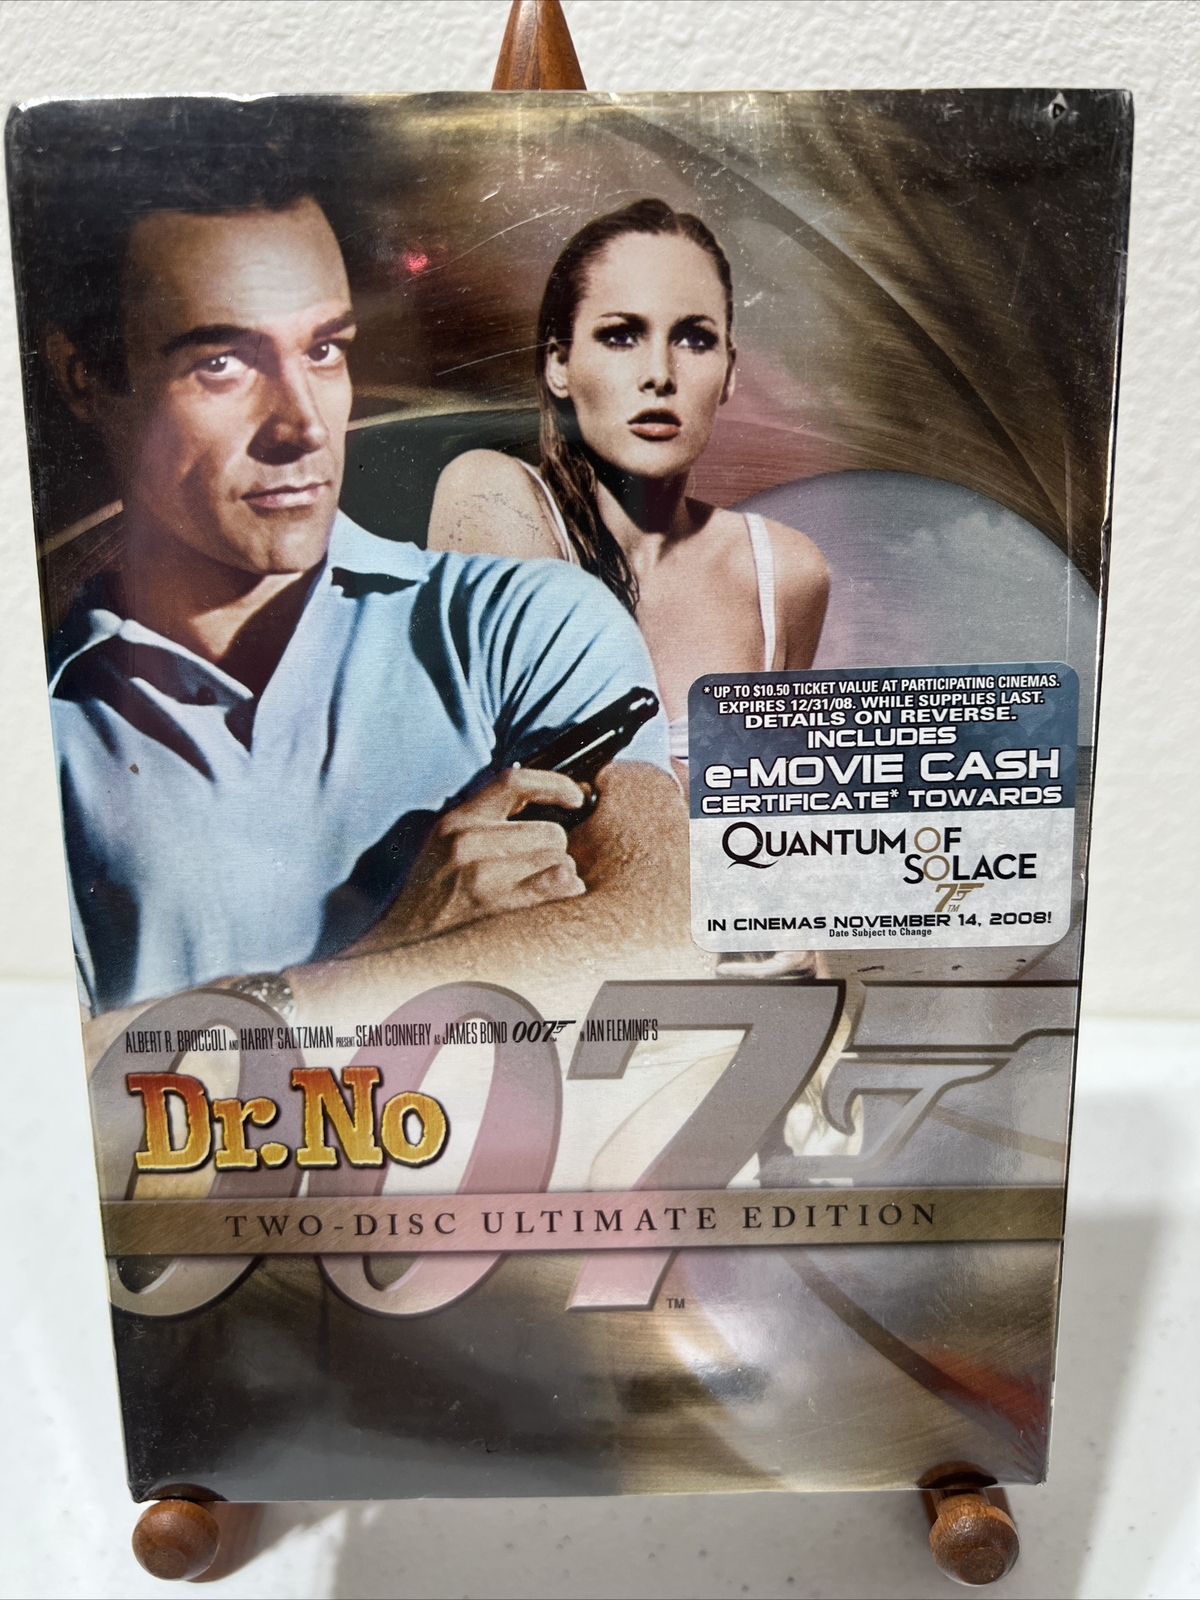 * UP TO $10.50 TICKET VALUE AT PARTICIPATING CINEMAS.
EXPIRES 12/31/08. WHILE SUPPLIES LAST.
DETAILS ON REVERSE.
INCLUDES
e-MOVIE CASH
CERTIFICATE* TOWARDS
QUANTUM OF
SOLACE
007™
IN CINEMAS NOVEMBER 14, 2008!
Date Subject to Change
ALBERT R. BROCCOLI AND HARRY SALTZMAN PRESENT SEAN CONNERY AS JAMES BOND 007 IN IAN FLEMING'S
Dr. No
007™
TWO-DISC ULTIMATE EDITION